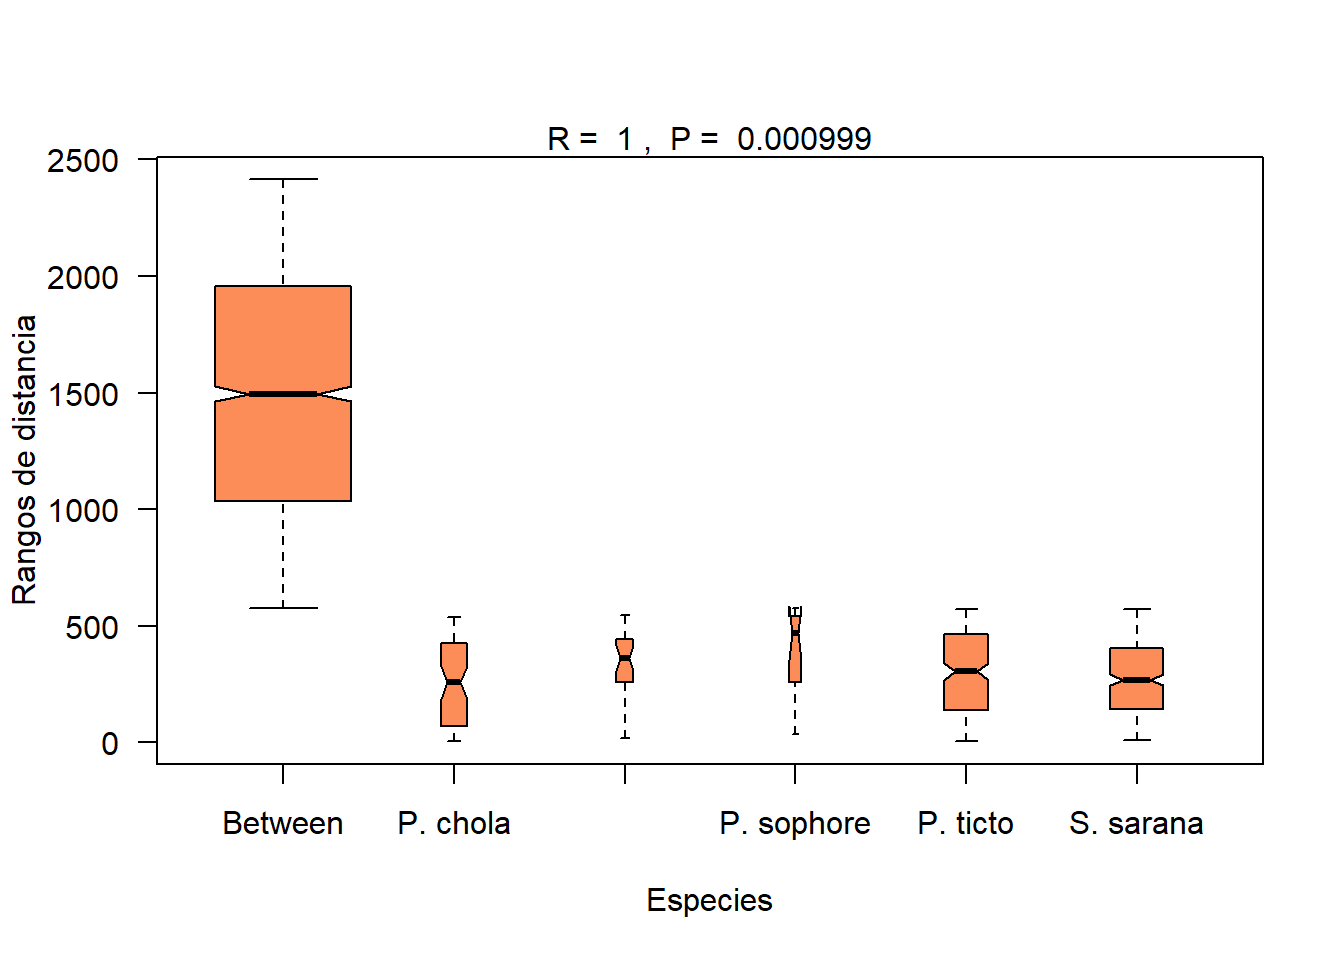 R =  1 ,  P =  0.000999
2500
2000
1500
1000
500
0
Rangos de distancia
Between P. chola P. sophore P. ticto S. sarana
Especies